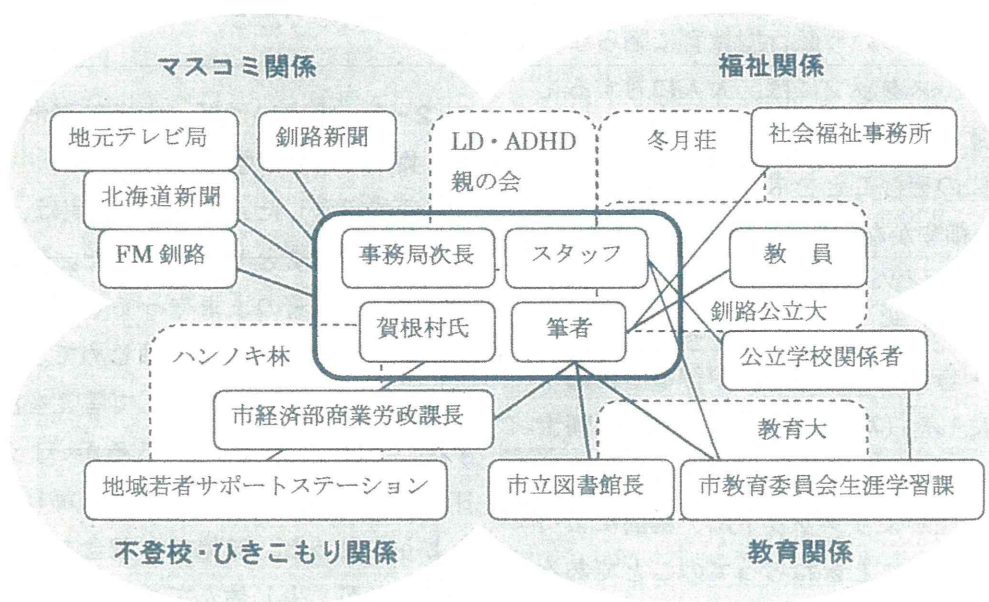 マスコミ関係
福祉関係
地元テレビ局
釧路新聞
LD・ADHD
親の会
冬月荘
社会福祉事務所
北海道新聞
FM 釧路
事務局次長
スタッフ
教 員
釧路公立大
賀根村氏
筆者
ハンノキ林
公立学校関係者
市経済部商業労政課長
教育大
地域若者サポートステーション
市立図書館長
市教育委員会生涯学習課
不登校・ひきこもり関係
教育関係